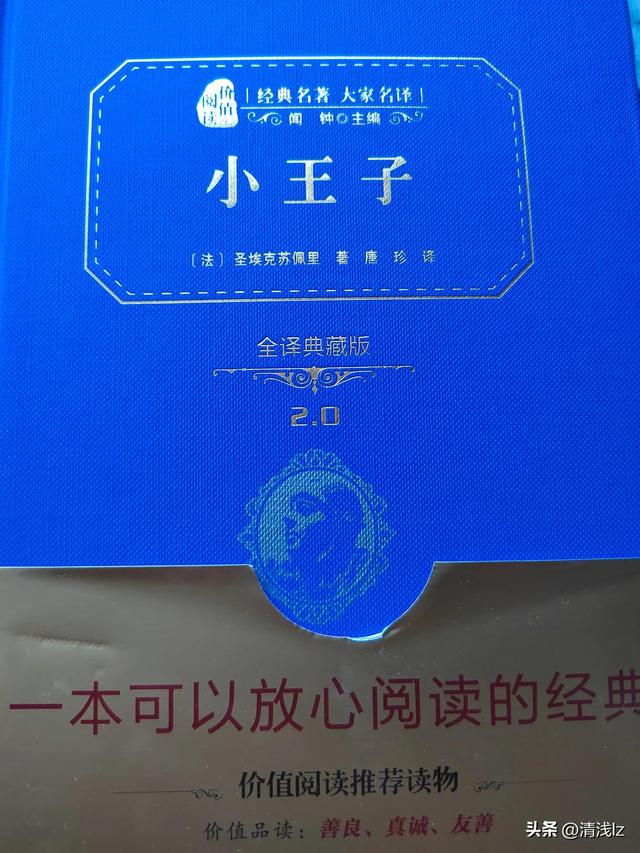 价值阅读
经典名著 大家名译
闻 钟◎主编
小王子
〔法〕圣埃克苏佩里 著 唐 珍 译
全译典藏版
2.0
一本可以放心阅读的经典
价值阅读推荐读物
价值品读：善良、真诚、友善
头条 @清浅lz